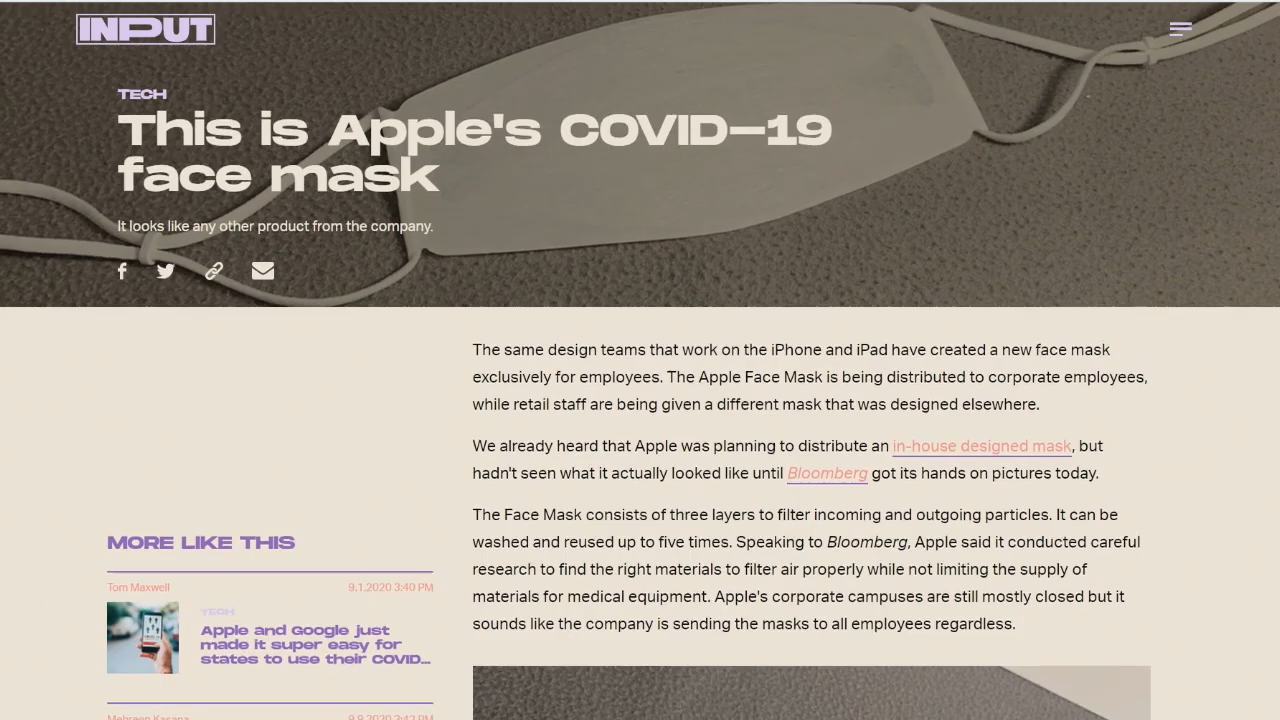 INPUT
TECH
This is Apple's COVID-19
face mask
It looks like any other product from the company.
The same design teams that work on the iPhone and iPad have created a new face mask
exclusively for employees. The Apple Face Mask is being distributed to corporate employees,
while retail staff are being given a different mask that was designed elsewhere.
We already heard that Apple was planning to distribute an in-house designed mask, but
hadn't seen what it actually looked like until Bloomberg got its hands on pictures today.
The Face Mask consists of three layers to filter incoming and outgoing particles. It can be
washed and reused up to five times. Speaking to Bloomberg, Apple said it conducted careful
research to find the right materials to filter air properly while not limiting the supply of
materials for medical equipment. Apple's corporate campuses are still mostly closed but it
sounds like the company is sending the masks to all employees regardless.
MORE LIKE THIS
Tom Maxwell 9.1.2020 3:40 PM
TECH
Apple and Google just
made it super easy for
states to use their COVID...
Mehreen Kasana 9.9.2020 3:42 PM